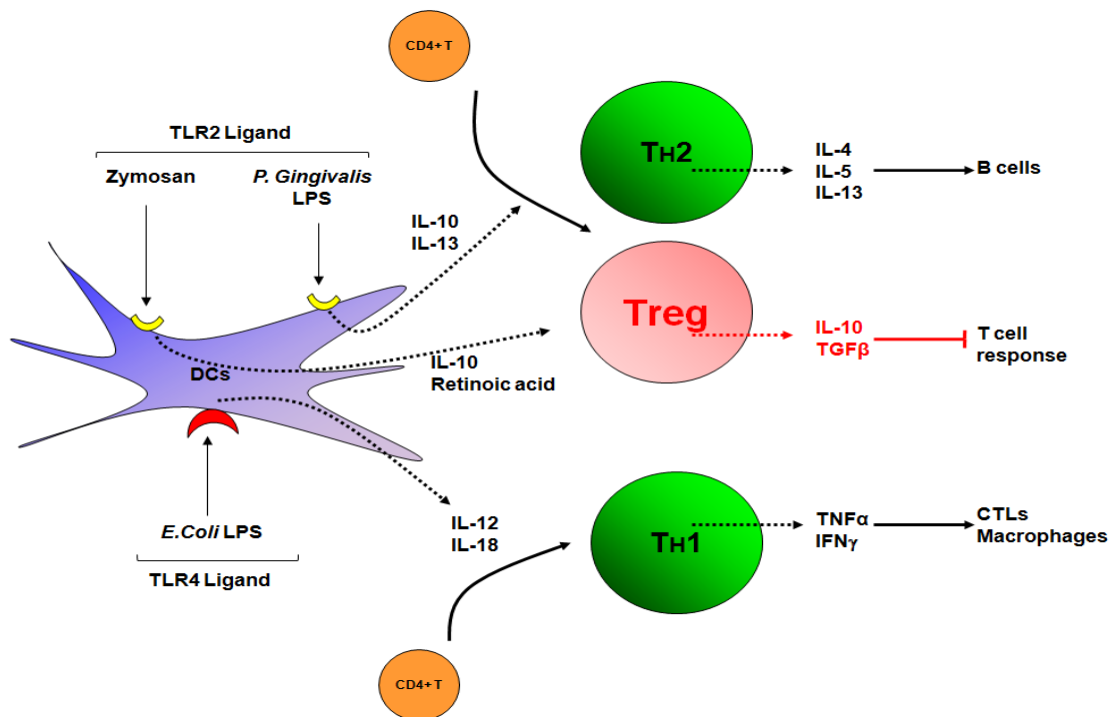 CD4+ T
TLR2 Ligand
Zymosan
P. Gingivalis
LPS
IL-10
IL-13
TH2
IL-4
IL-5
IL-13
B cells
DCs
IL-10
Retinoic acid
Treg
IL-10
TGFβ
T cell
response
E.Coli LPS
TLR4 Ligand
IL-12
IL-18
TH1
TNFα
IFNγ
CTLs
Macrophages
CD4+ T